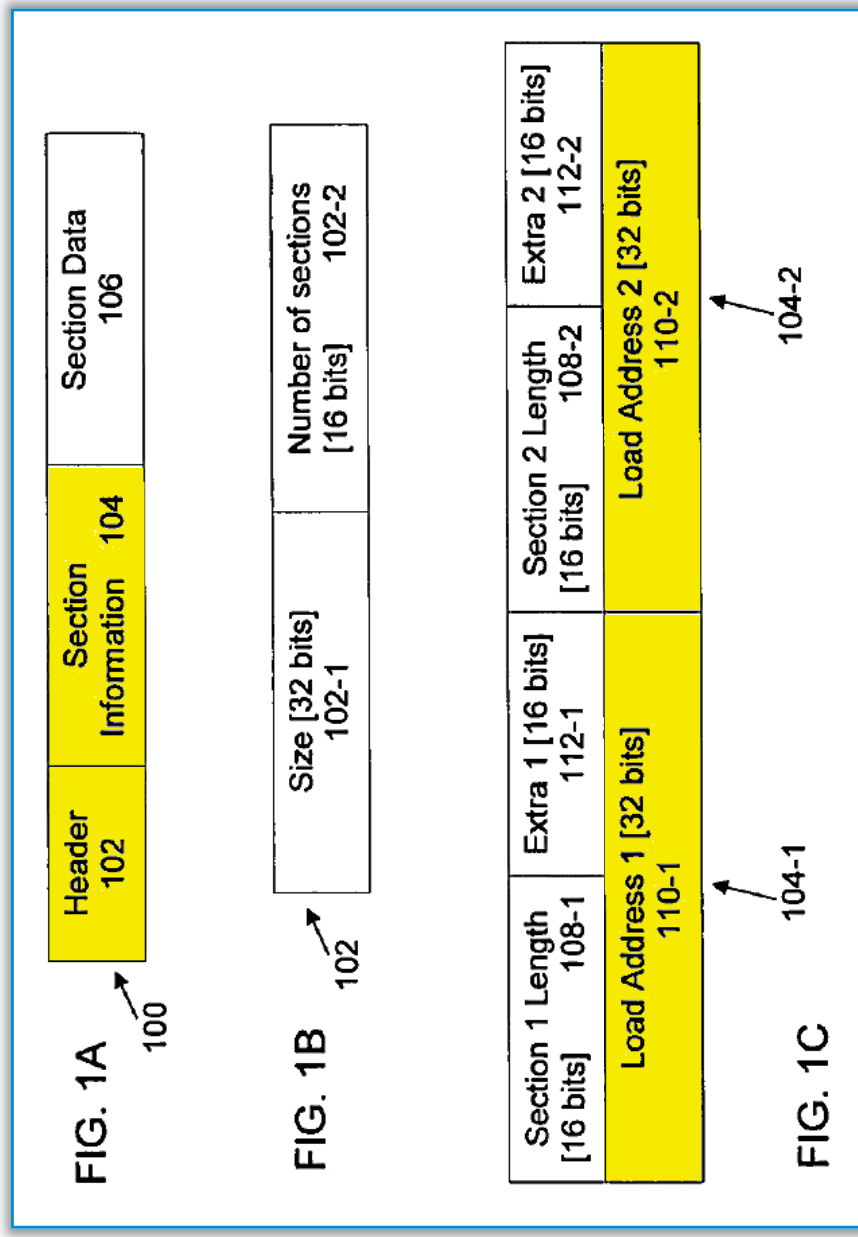 FIG. 1A
100
Header
102
Section
Information 104
Section Data
106
FIG. 1B
102
Size [32 bits]
102-1
Number of sections
[16 bits] 102-2
Section 1 Length
[16 bits] 108-1
Extra 1 [16 bits]
112-1
Section 2 Length
[16 bits] 108-2
Extra 2 [16 bits]
112-2
Load Address 1 [32 bits]
110-1
Load Address 2 [32 bits]
110-2
104-1
104-2
FIG. 1C